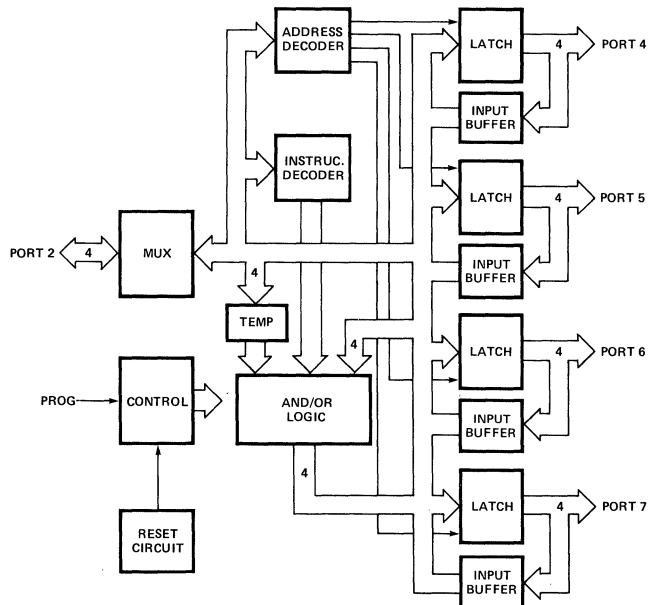 ADDRESS
DECODER
LATCH
4
PORT 4
INPUT
BUFFER
INSTRUC.
DECODER
LATCH
4
PORT 5
PORT 2
4
MUX
INPUT
BUFFER
4
TEMP
4
LATCH
4
PORT 6
PROG
CONTROL
AND/OR
LOGIC
INPUT
BUFFER
4
LATCH
4
PORT 7
RESET
CIRCUIT
INPUT
BUFFER